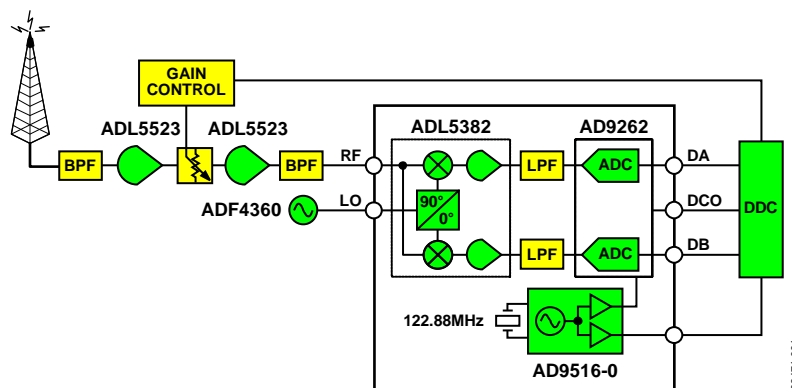 GAIN
CONTROL
ADL5523
ADL5523
ADL5382
AD9262
BPF
BPF
RF
LPF
ADC
DA
ADF4360
LO
90°
0°
DCO
DDC
LPF
ADC
DB
122.88MHz
AD9516-0